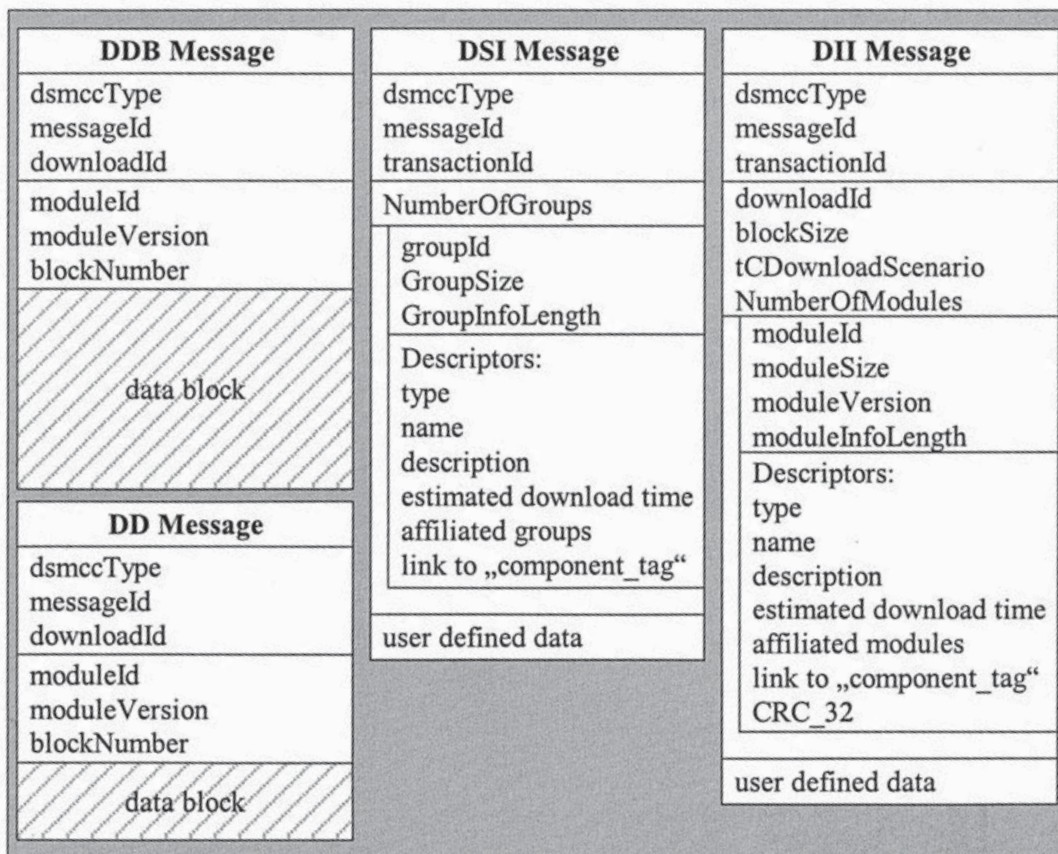 DDB Message
dsmccType
messageId
downloadId
moduleId
moduleVersion
blockNumber
data block
DD Message
dsmccType
messageId
downloadId
moduleId
moduleVersion
blockNumber
data block
DSI Message
dsmccType
messageId
transactionId
NumberOfGroups
groupId
GroupSize
GroupInfoLength
Descriptors:
type
name
description
estimated download time
affiliated groups
link to „component_tag“
user defined data
DII Message
dsmccType
messageId
transactionId
downloadId
blockSize
tCDownloadScenario
NumberOfModules
moduleId
moduleSize
moduleVersion
moduleInfoLength
Descriptors:
type
name
description
estimated download time
affiliated modules
link to „component_tag“
CRC_32
user defined data